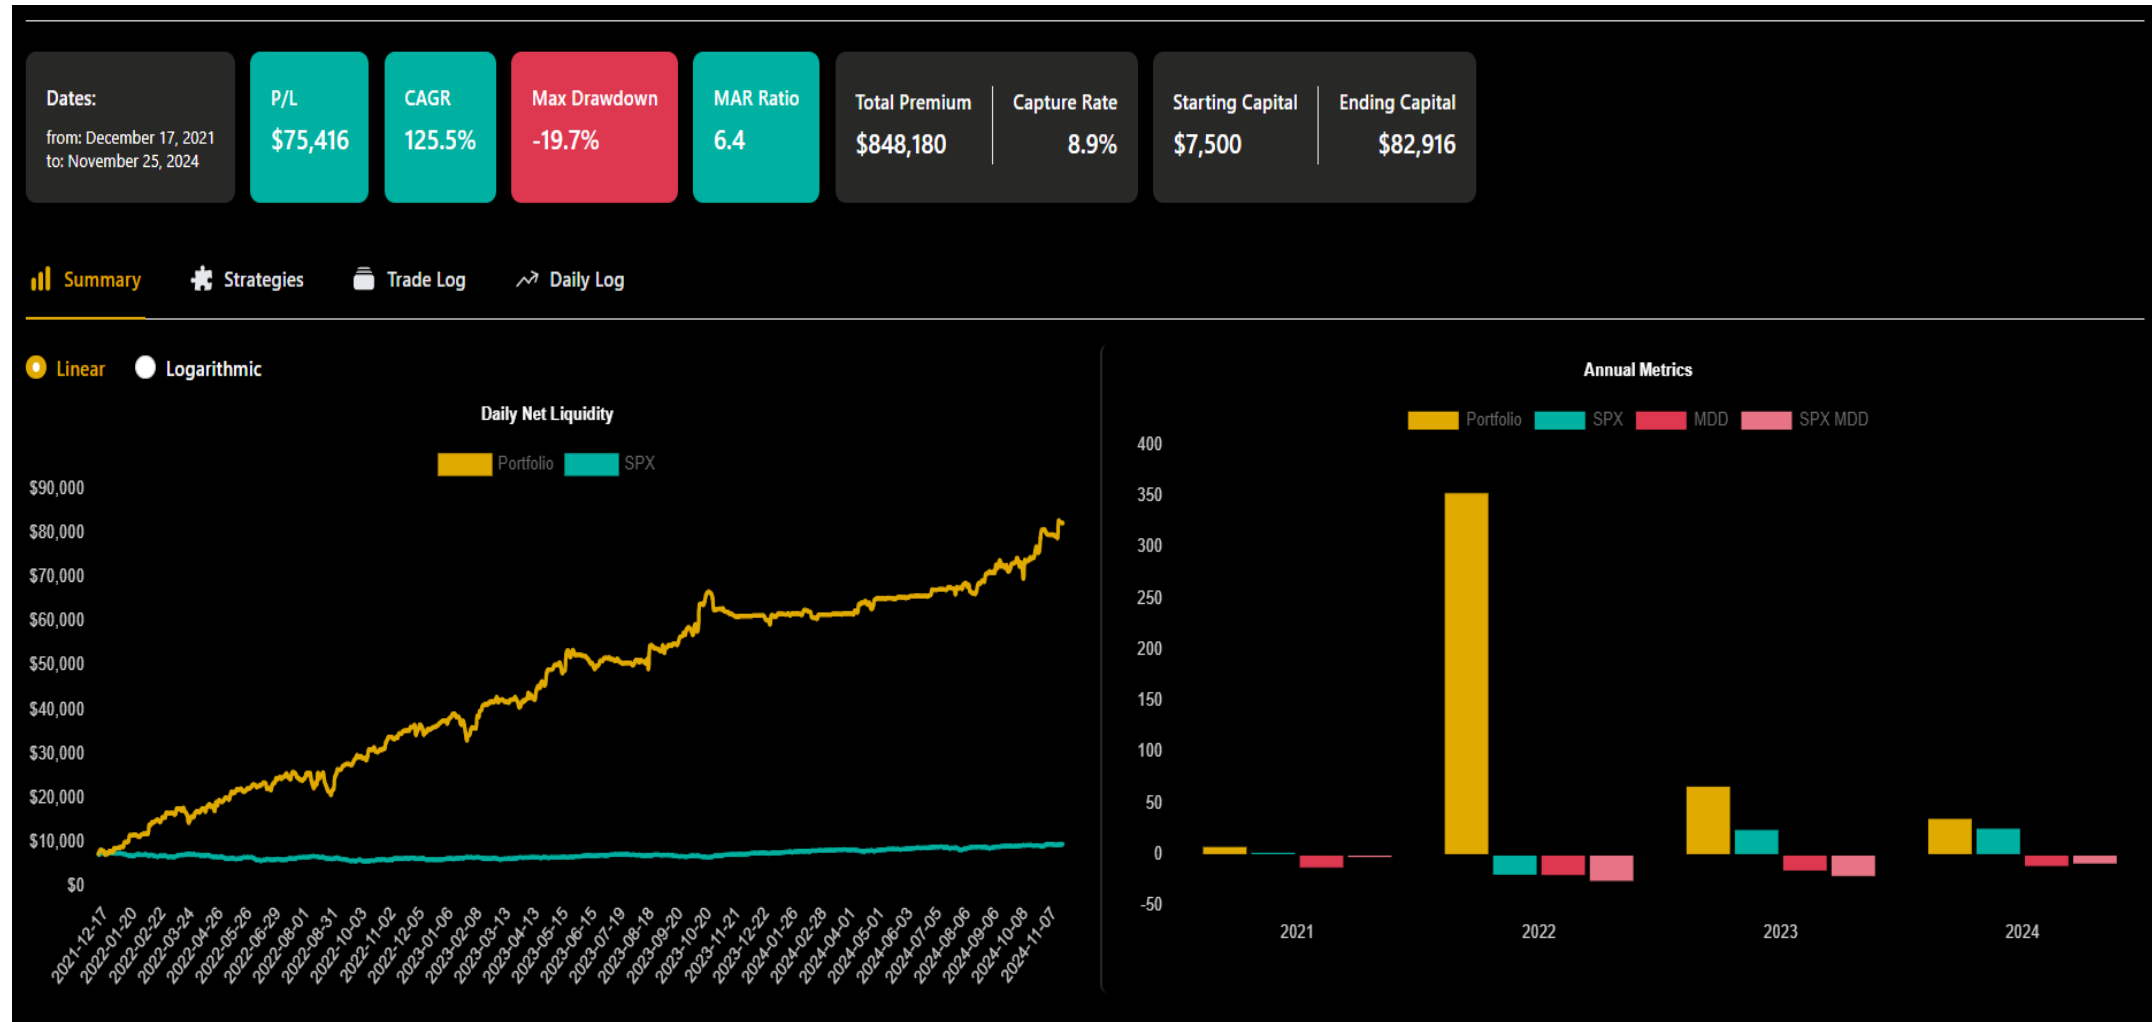 Dates:
from: December 17, 2021
to: November 25, 2024
P/L
$75,416
CAGR
125.5%
Max Drawdown
-19.7%
MAR Ratio
6.4
Total Premium
$848,180
Capture Rate
8.9%
Starting Capital
$7,500
Ending Capital
$82,916
Summary
Strategies
Trade Log
Daily Log
Linear
Logarithmic
Daily Net Liquidity
Portfolio
SPX
$90,000
$80,000
$70,000
$60,000
$50,000
$40,000
$30,000
$20,000
$10,000
$0
2021-12-17
2022-01-20
2022-02-22
2022-03-24
2022-04-26
2022-05-26
2022-06-29
2022-08-01
2022-08-31
2022-10-03
2022-11-02
2022-12-05
2023-01-06
2023-02-08
2023-03-13
2023-04-13
2023-05-15
2023-06-15
2023-07-19
2023-08-18
2023-09-20
2023-10-20
2023-11-21
2023-12-22
2024-01-26
2024-02-28
2024-04-01
2024-05-01
2024-06-03
2024-07-05
2024-08-06
2024-09-06
2024-10-08
2024-11-07
Annual Metrics
Portfolio
SPX
MDD
SPX MDD
400
350
300
250
200
150
100
50
0
-50
2021
2022
2023
2024